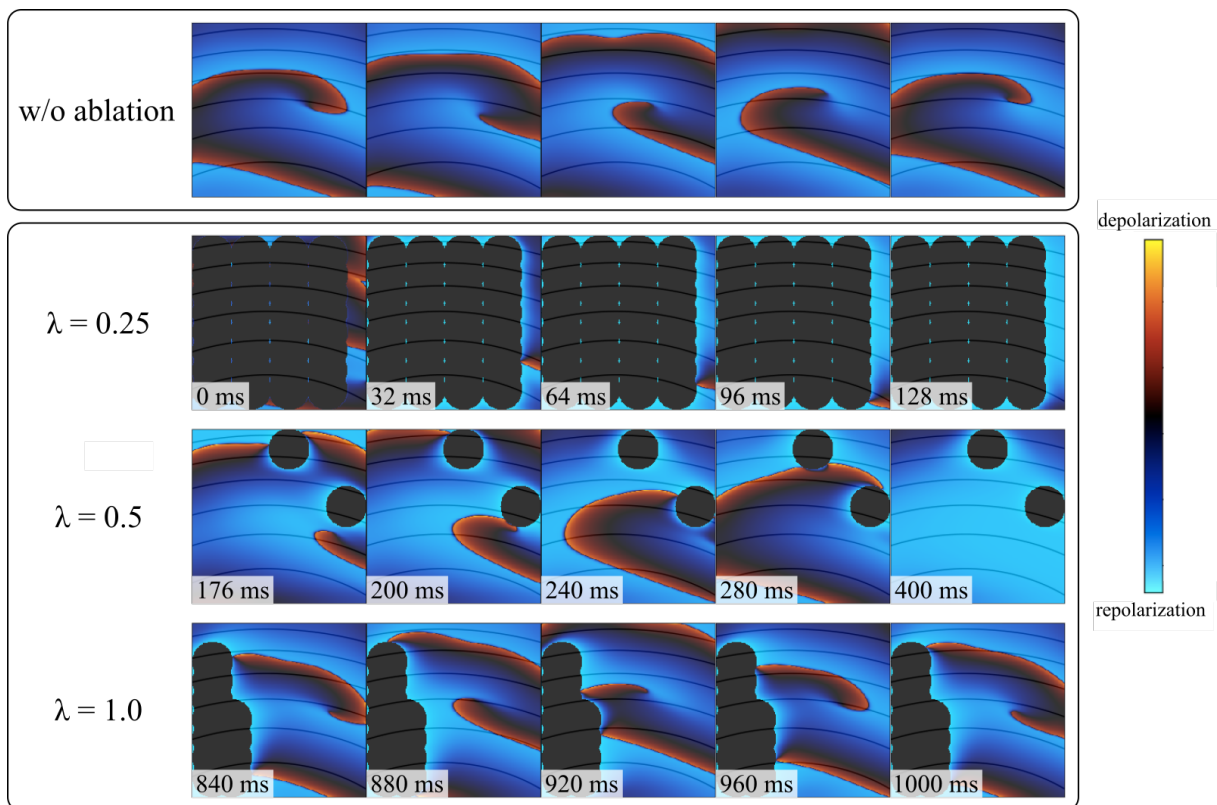 w/o ablation
depolarization
repolarization
λ = 0.25
0 ms
32 ms
64 ms
96 ms
128 ms
λ = 0.5
176 ms
200 ms
240 ms
280 ms
400 ms
λ = 1.0
840 ms
880 ms
920 ms
960 ms
1000 ms